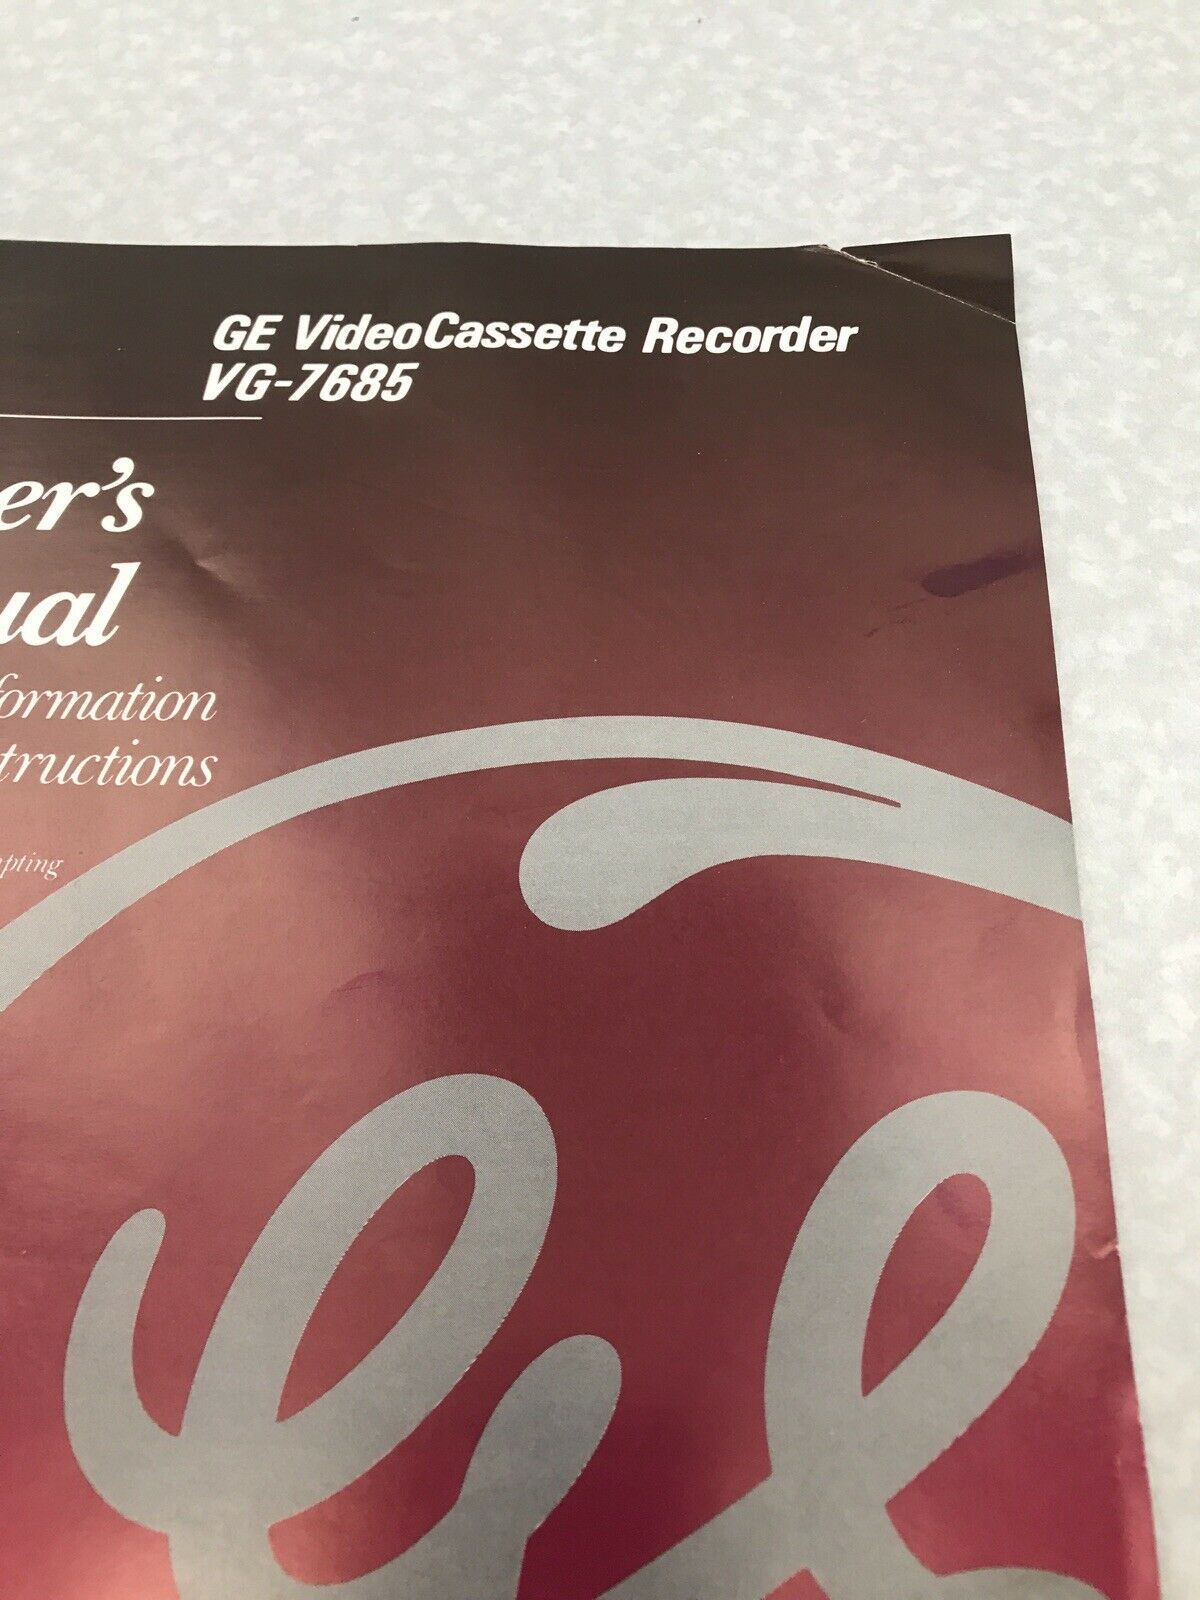 GE VideoCassette Recorder
VG-7685
er's
ual
formation
tructions
pting